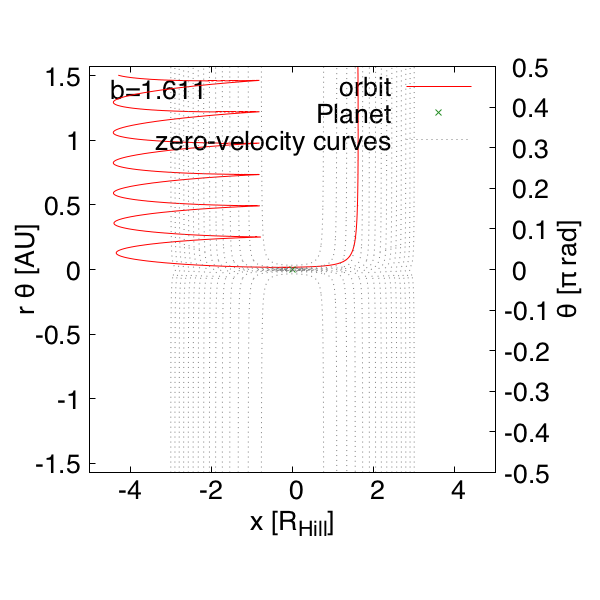 b=1.611
orbit
Planet
zero-velocity curves
1.5
1
0.5
0
-0.5
-1
-1.5
r θ [AU]
0.5
0.4
0.3
0.2
0.1
0
-0.1
-0.2
-0.3
-0.4
-0.5
θ [π rad]
-4 -2 0 2 4
x [R_Hill]